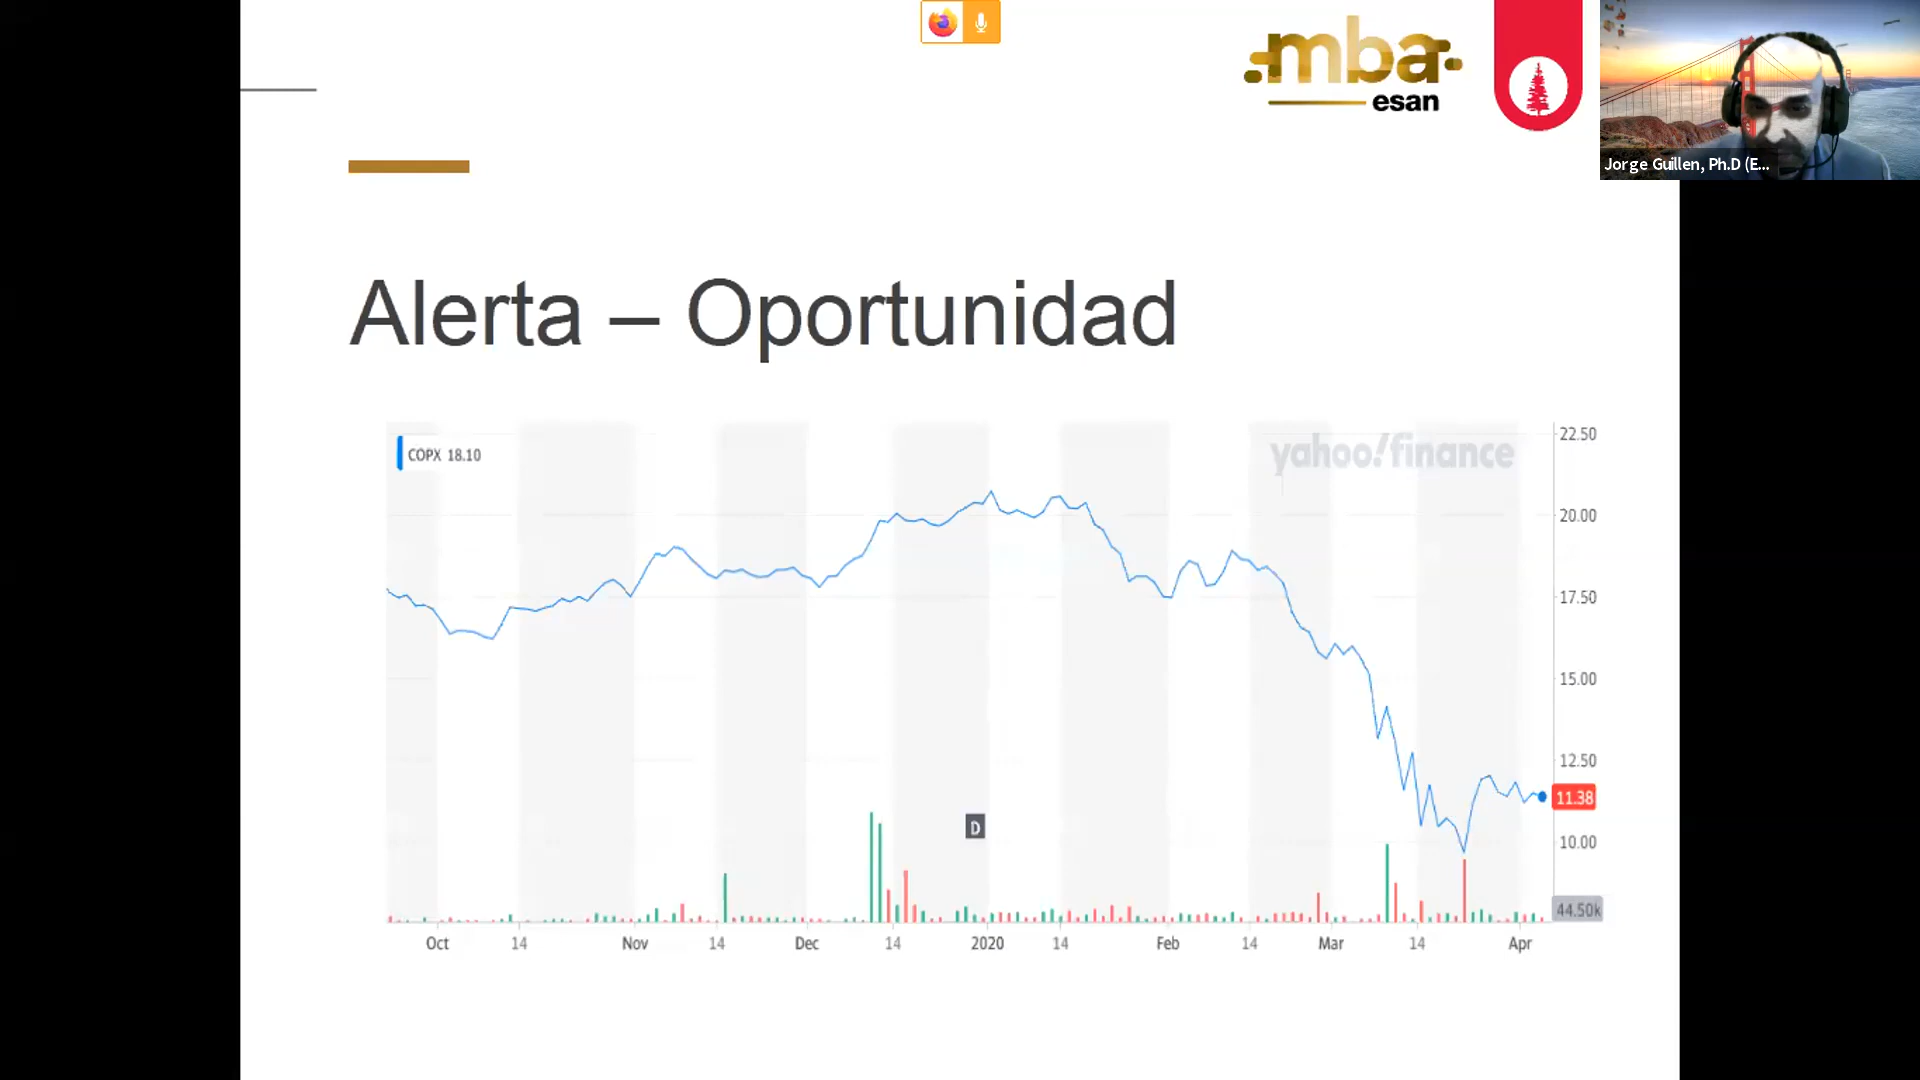 mba
esan
Jorge Guillen, Ph.D (E...
Alerta – Oportunidad
COPX 18.10
yahoo!finance
22.50
20.00
17.50
15.00
12.50
11.38
10.00
D
44.50k
Oct 14 Nov 14 Dec 14 2020 14 Feb 14 Mar 14 Apr